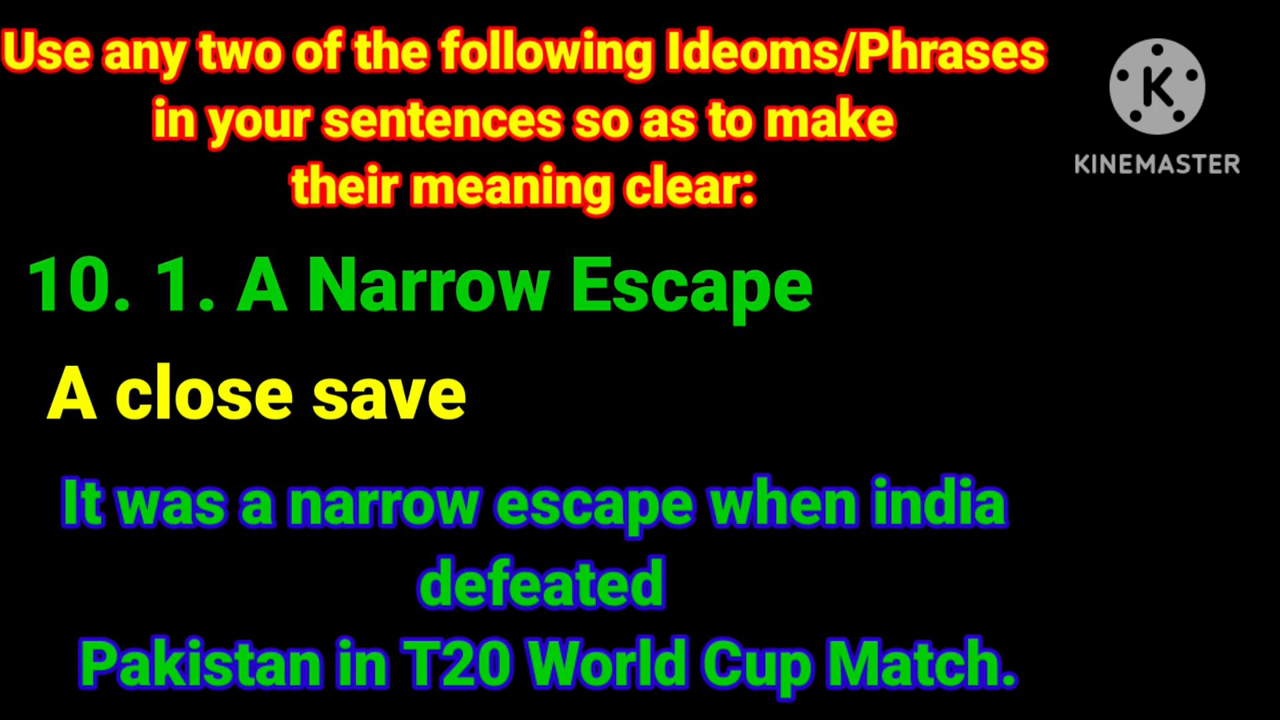 Use any two of the following Ideoms/Phrases
in your sentences so as to make
their meaning clear:
K
KINEMASTER
10. 1. A Narrow Escape
A close save
It was a narrow escape when india
defeated
Pakistan in T20 World Cup Match.